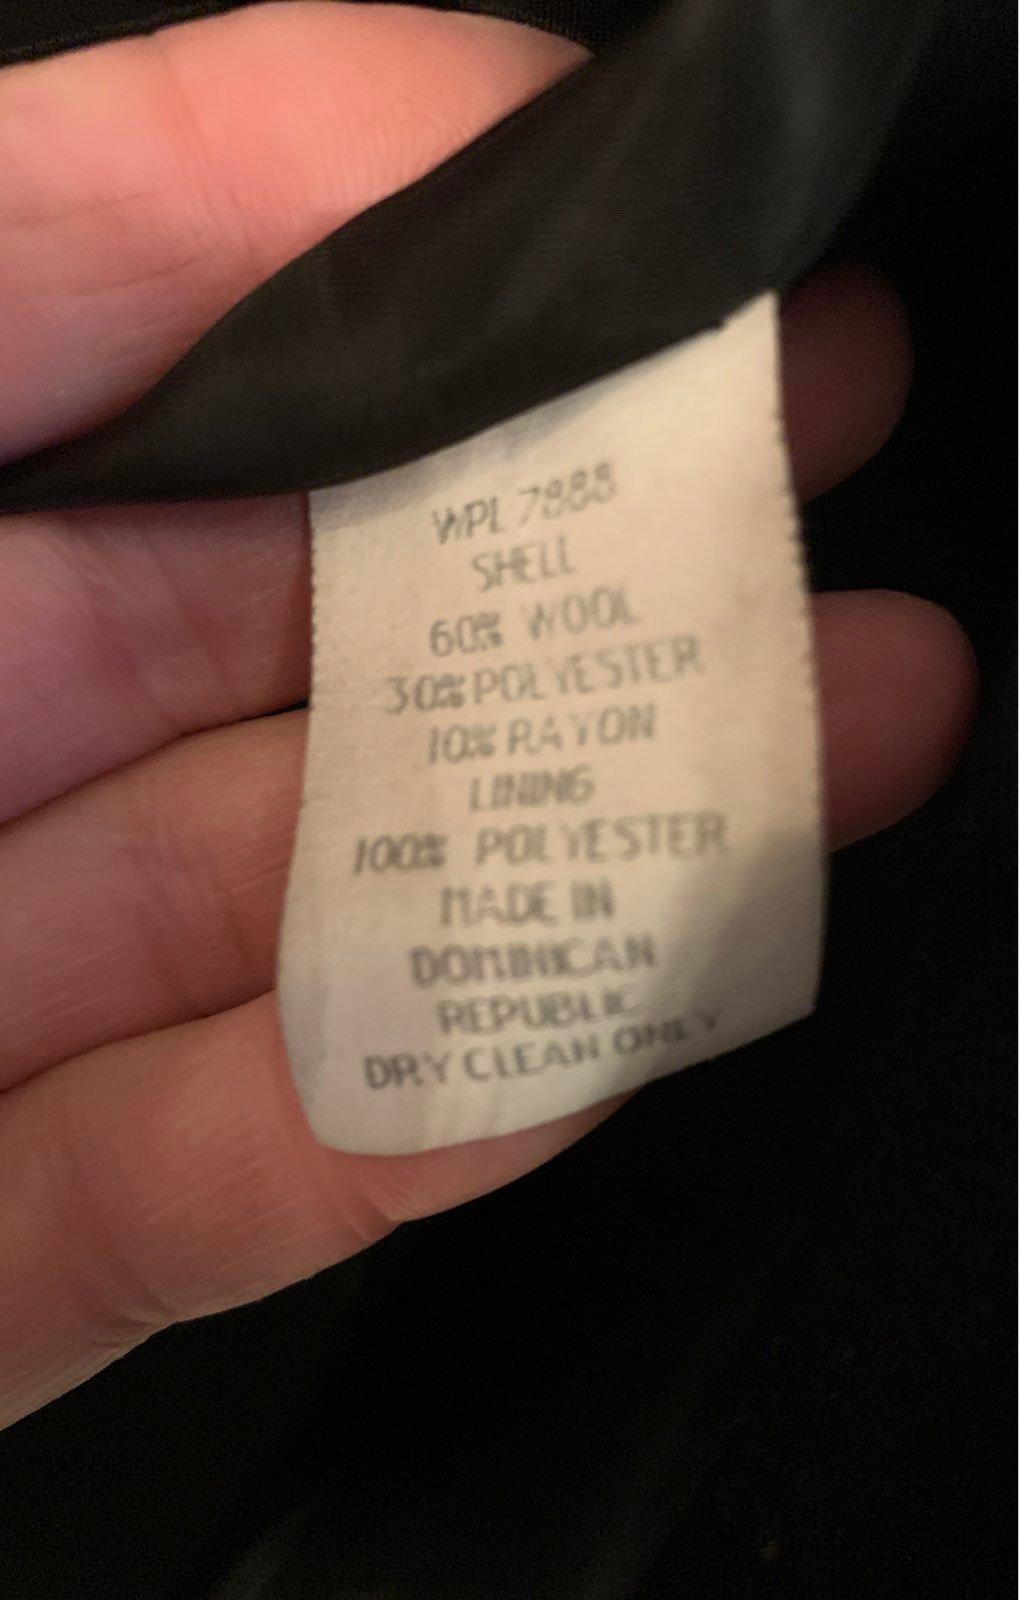 WPL 7888
SHELL
60% WOOL
30% POLYESTER
10% RAYON
LINING
100% POLYESTER
MADE IN
DOMINICAN
REPUBLIC
DRY CLEAN ONLY